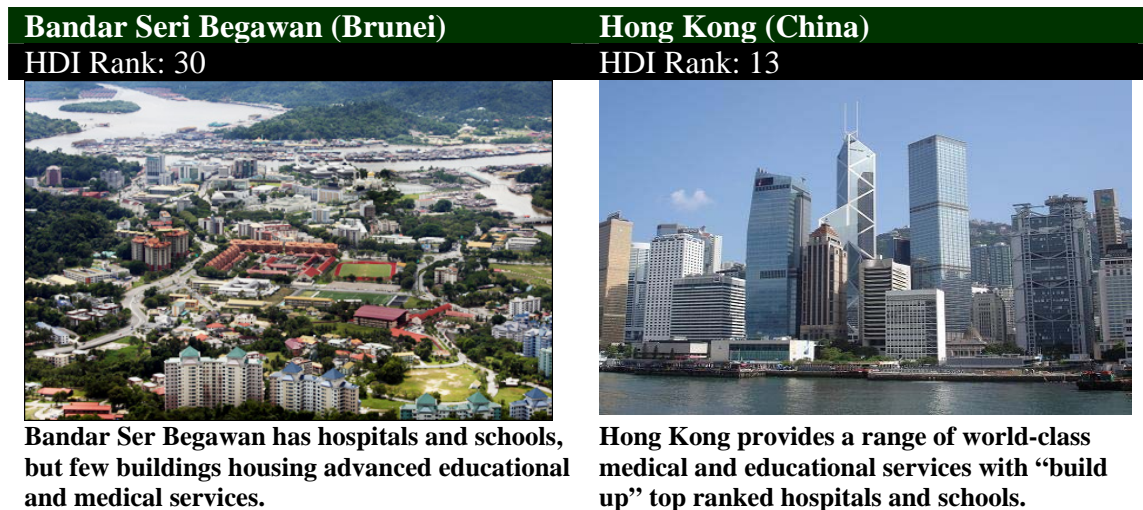 Bandar Seri Begawan (Brunei)
HDI Rank: 30
Bandar Ser Begawan has hospitals and schools,
but few buildings housing advanced educational
and medical services.
Hong Kong (China)
HDI Rank: 13
Hong Kong provides a range of world-class
medical and educational services with “build
up” top ranked hospitals and schools.